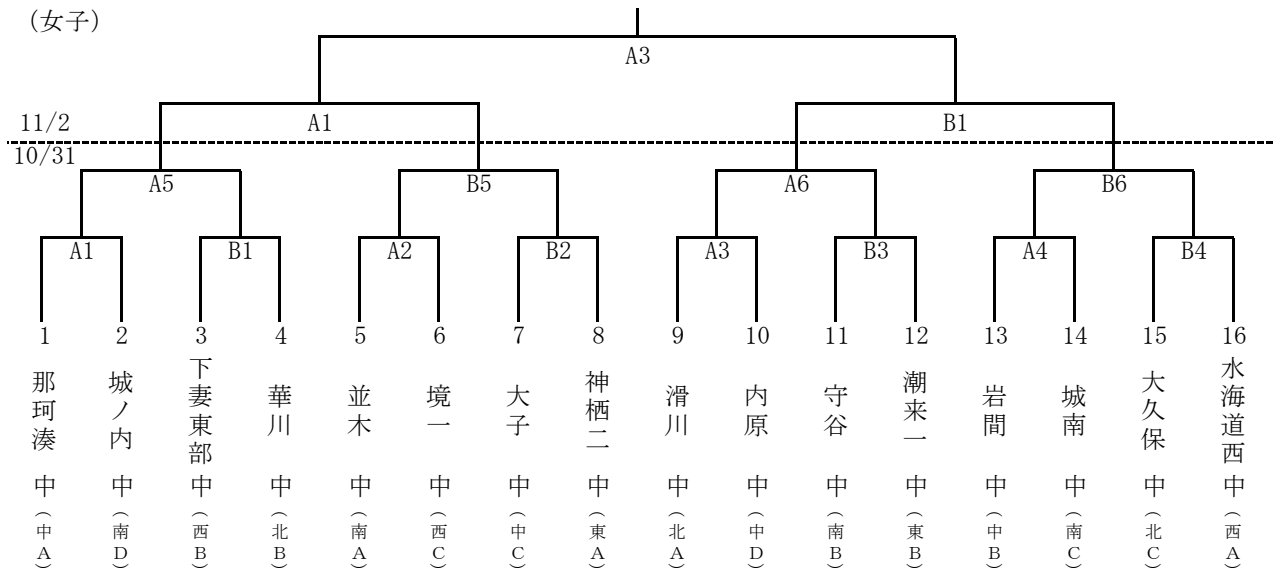 (女子)
A3
11/2
A1
B1
10/31
A5
B5
A6
B6
A1
B1
A2
B2
A3
B3
A4
B4
1
2
3
4
5
6
7
8
9
10
11
12
13
14
15
16
那珂湊中(中A)
城ノ内中(南D)
下妻東部中(西B)
華川中(北B)
並木中(南A)
境一中(西C)
大子中(中C)
神栖二中(東A)
滑川中(北A)
内原中(中D)
守谷中(南B)
潮来一中(東B)
岩間中(中B)
城南中(南C)
大久保中(北C)
水海道西中(西A)